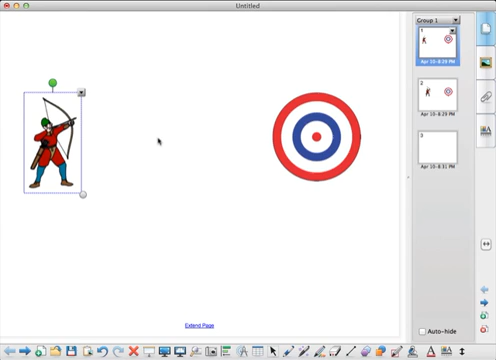 Untitled
Group 1
1
Apr 10-8:28 PM
2
Apr 10-8:29 PM
3
Apr 10-8:31 PM
Extend Page
Auto-hide